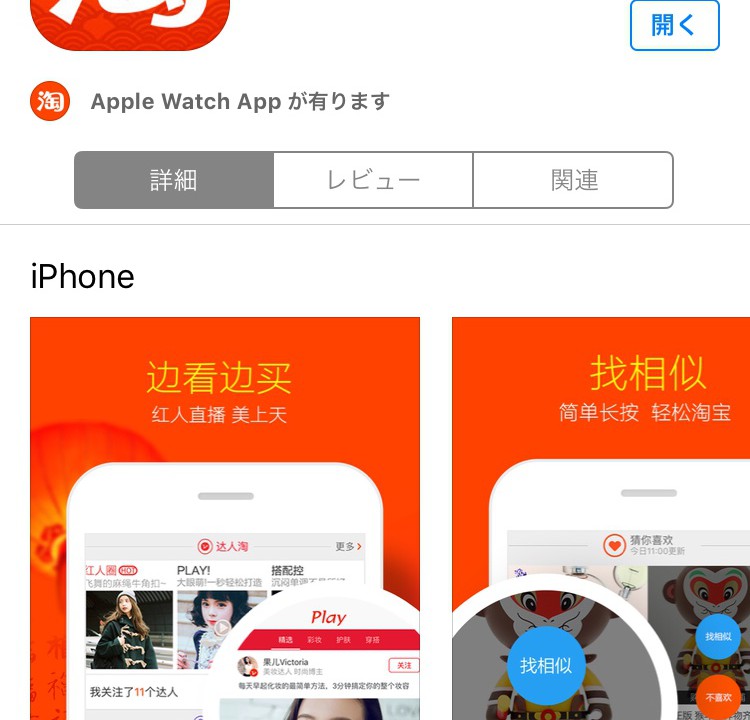 開く
淘
Apple Watch App が有ります
詳細
レビュー
関連
iPhone
边看边买
红人直播 美上天
达人淘
更多
红人圈 HOT
飞舞的麻绳牛角扣~
PLAY!
大眼萌!一秒轻松打造
搭配控
Play
精选
彩妆
护肤
穿搭
果儿Victoria
美妆达人 时尚博主
关注
每天早起化妆的最简单方法，3分钟搞定你的整个妆容
我关注了11个达人
找相似
简单长按 轻松淘宝
猜你喜欢
今日11:00更新
找相似
找相似
不喜欢